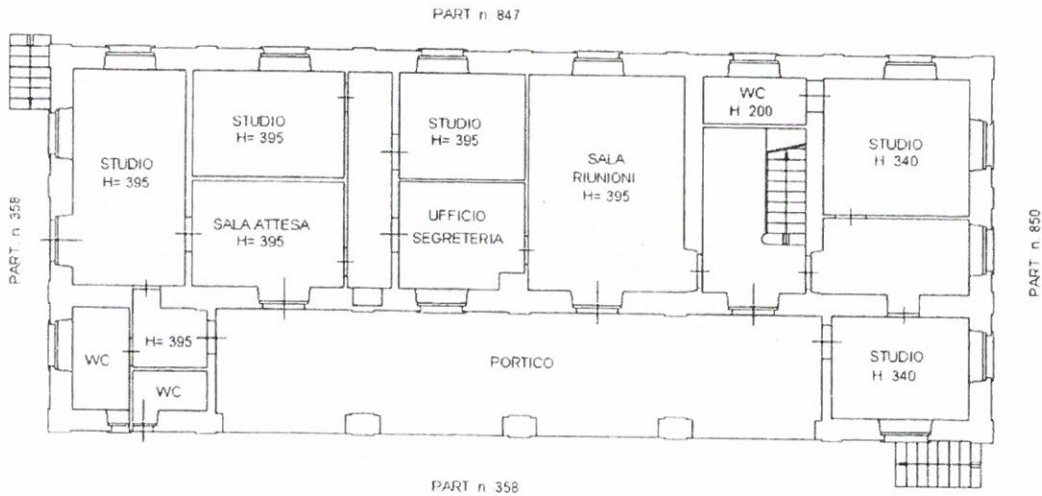 PART n 847
STUDIO
H= 395
STUDIO
H= 395
STUDIO
H= 395
SALA
RIUNIONI
H= 395
WC
H 200
STUDIO
H 340
SALA ATTESA
H= 395
UFFICIO
SEGRETERIA
PART. n 358
PART n 850
WC
H= 395
WC
PORTICO
STUDIO
H 340
PART n 358